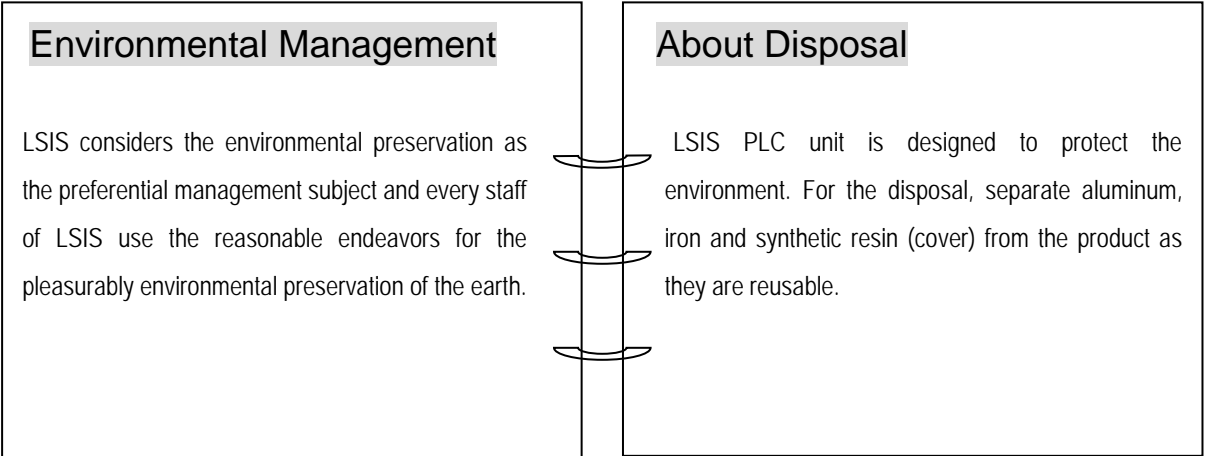 Environmental Management
LSIS considers the environmental preservation as
the preferential management subject and every staff
of LSIS use the reasonable endeavors for the
pleasurably environmental preservation of the earth.
About Disposal
LSIS PLC unit is designed to protect the
environment. For the disposal, separate aluminum,
iron and synthetic resin (cover) from the product as
they are reusable.